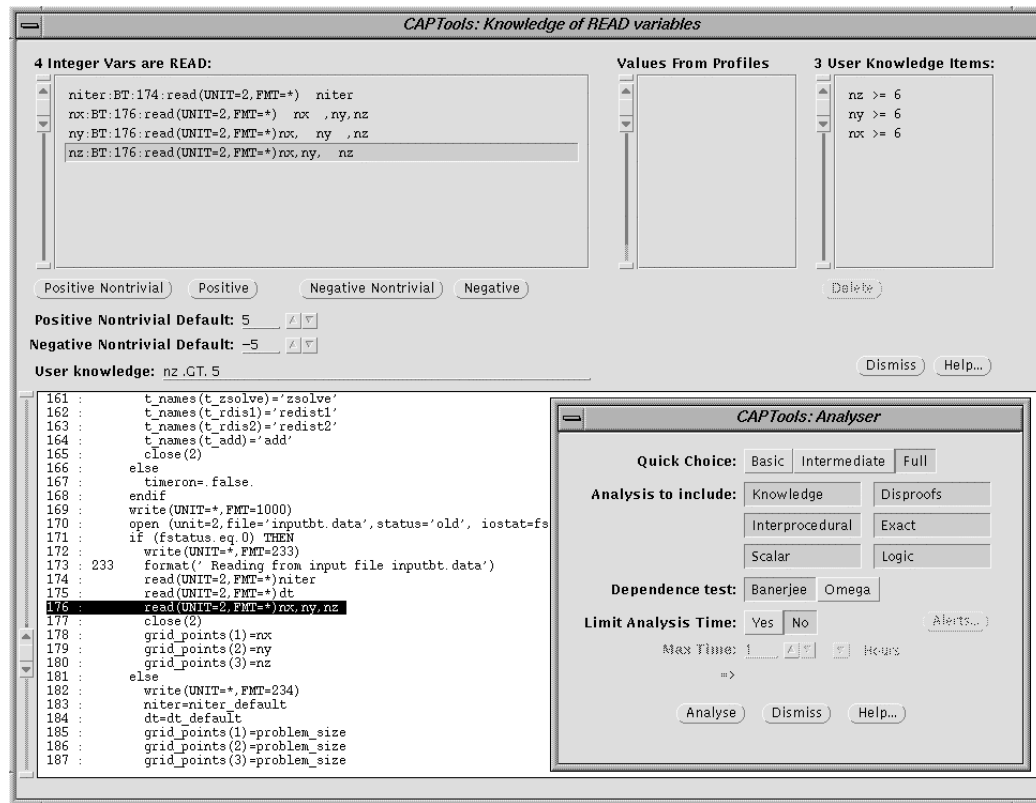 CAPTools: Knowledge of READ variables
4 Integer Vars are READ:
niter:BT:174:read(UNIT=2,FMT=*)  niter
nx:BT:176:read(UNIT=2,FMT=*)  nx  ,ny,nz
ny:BT:176:read(UNIT=2,FMT=*)nx,  ny  ,nz
nz:BT:176:read(UNIT=2,FMT=*)nx,ny,  nz
Values From Profiles
3 User Knowledge Items:
nz >= 6
ny >= 6
nx >= 6
Positive Nontrivial
Positive
Negative Nontrivial
Negative
Delete
Positive Nontrivial Default: 5
Negative Nontrivial Default: -5
User knowledge: nz .GT. 5
Dismiss
Help...
161 :       t_names(t_zsolve)='zsolve'
162 :       t_names(t_rdis1)='redist1'
163 :       t_names(t_rdis2)='redist2'
164 :       t_names(t_add)='add'
165 :       close(2)
166 :     else
167 :       timeron=.false.
168 :     endif
169 :     write(UNIT=*,FMT=1000)
170 :     open (unit=2,file='inputbt.data',status='old', iostat=fs
171 :     if (fstatus.eq.0) THEN
172 :       write(UNIT=*,FMT=233)
173 : 233   format(' Reading from input file inputbt.data')
174 :       read(UNIT=2,FMT=*)niter
175 :       read(UNIT=2,FMT=*)dt
176 :       read(UNIT=2,FMT=*)nx,ny,nz
177 :       close(2)
178 :       grid_points(1)=nx
179 :       grid_points(2)=ny
180 :       grid_points(3)=nz
181 :     else
182 :       write(UNIT=*,FMT=234)
183 :       niter=niter_default
184 :       dt=dt_default
185 :       grid_points(1)=problem_size
186 :       grid_points(2)=problem_size
187 :       grid_points(3)=problem_size
CAPTools: Analyser
Quick Choice: Basic Intermediate Full
Analysis to include: Knowledge Disproofs
Interprocedural Exact
Scalar Logic
Dependence test: Banerjee Omega
Limit Analysis Time: Yes No Alerts...
Max Time: 1 Hours
=>
Analyse Dismiss Help...